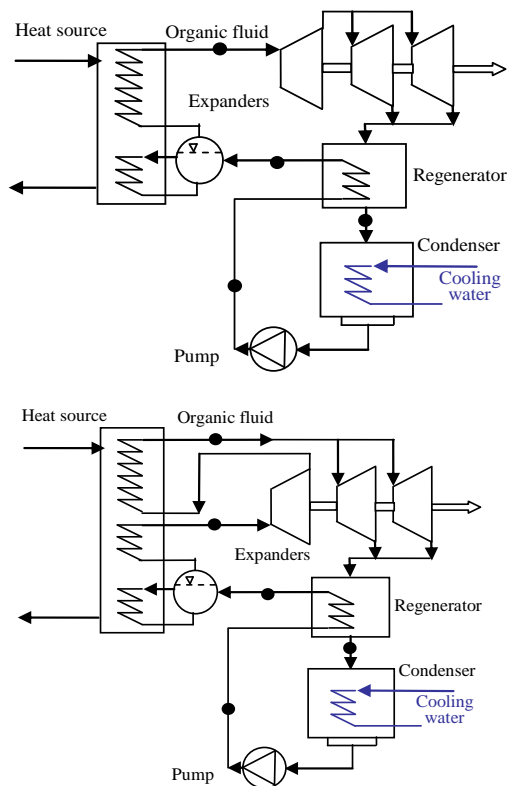 Heat source
Organic fluid
Expanders
Regenerator
Condenser
Cooling
water
Pump
Heat source
Organic fluid
Expanders
Regenerator
Condenser
Cooling
water
Pump